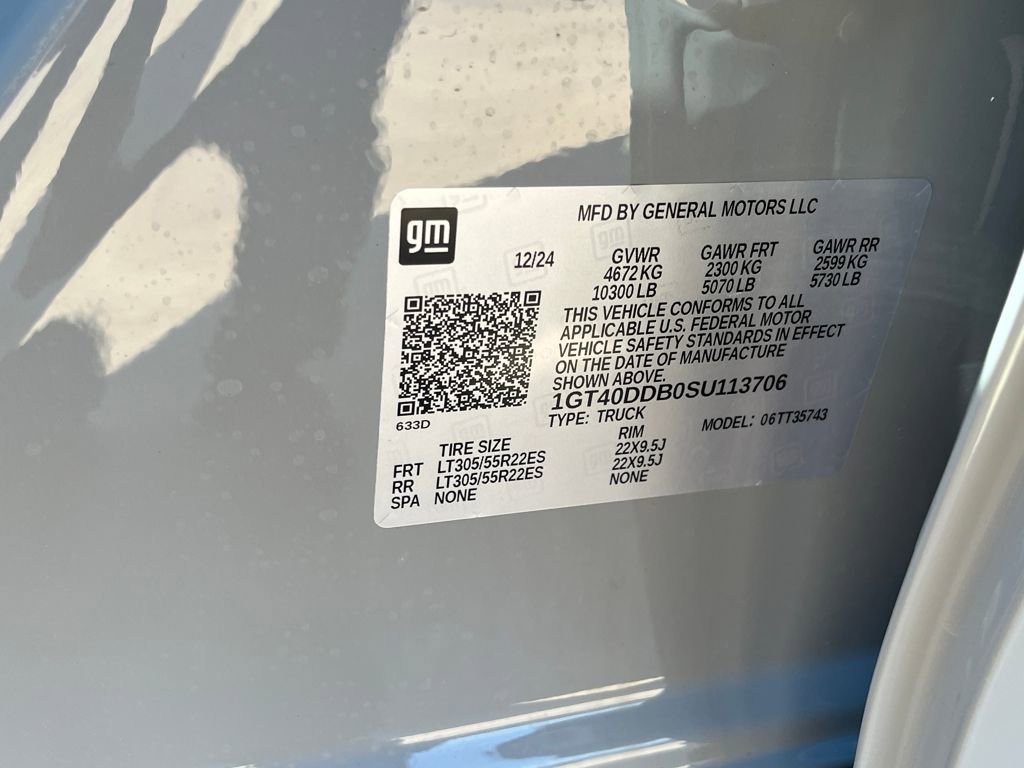 gm
MFD BY GENERAL MOTORS LLC
12/24
GVWR GAWR FRT GAWR RR
4672 KG 2300 KG 2599 KG
10300 LB 5070 LB 5730 LB
THIS VEHICLE CONFORMS TO ALL
APPLICABLE U.S. FEDERAL MOTOR
VEHICLE SAFETY STANDARDS IN EFFECT
ON THE DATE OF MANUFACTURE
SHOWN ABOVE.
1GT40DDB0SU113706
TYPE: TRUCK MODEL: 06TT35743
633D
TIRE SIZE RIM
FRT LT305/55R22ES 22X9.5J
RR LT305/55R22ES 22X9.5J
SPA NONE NONE